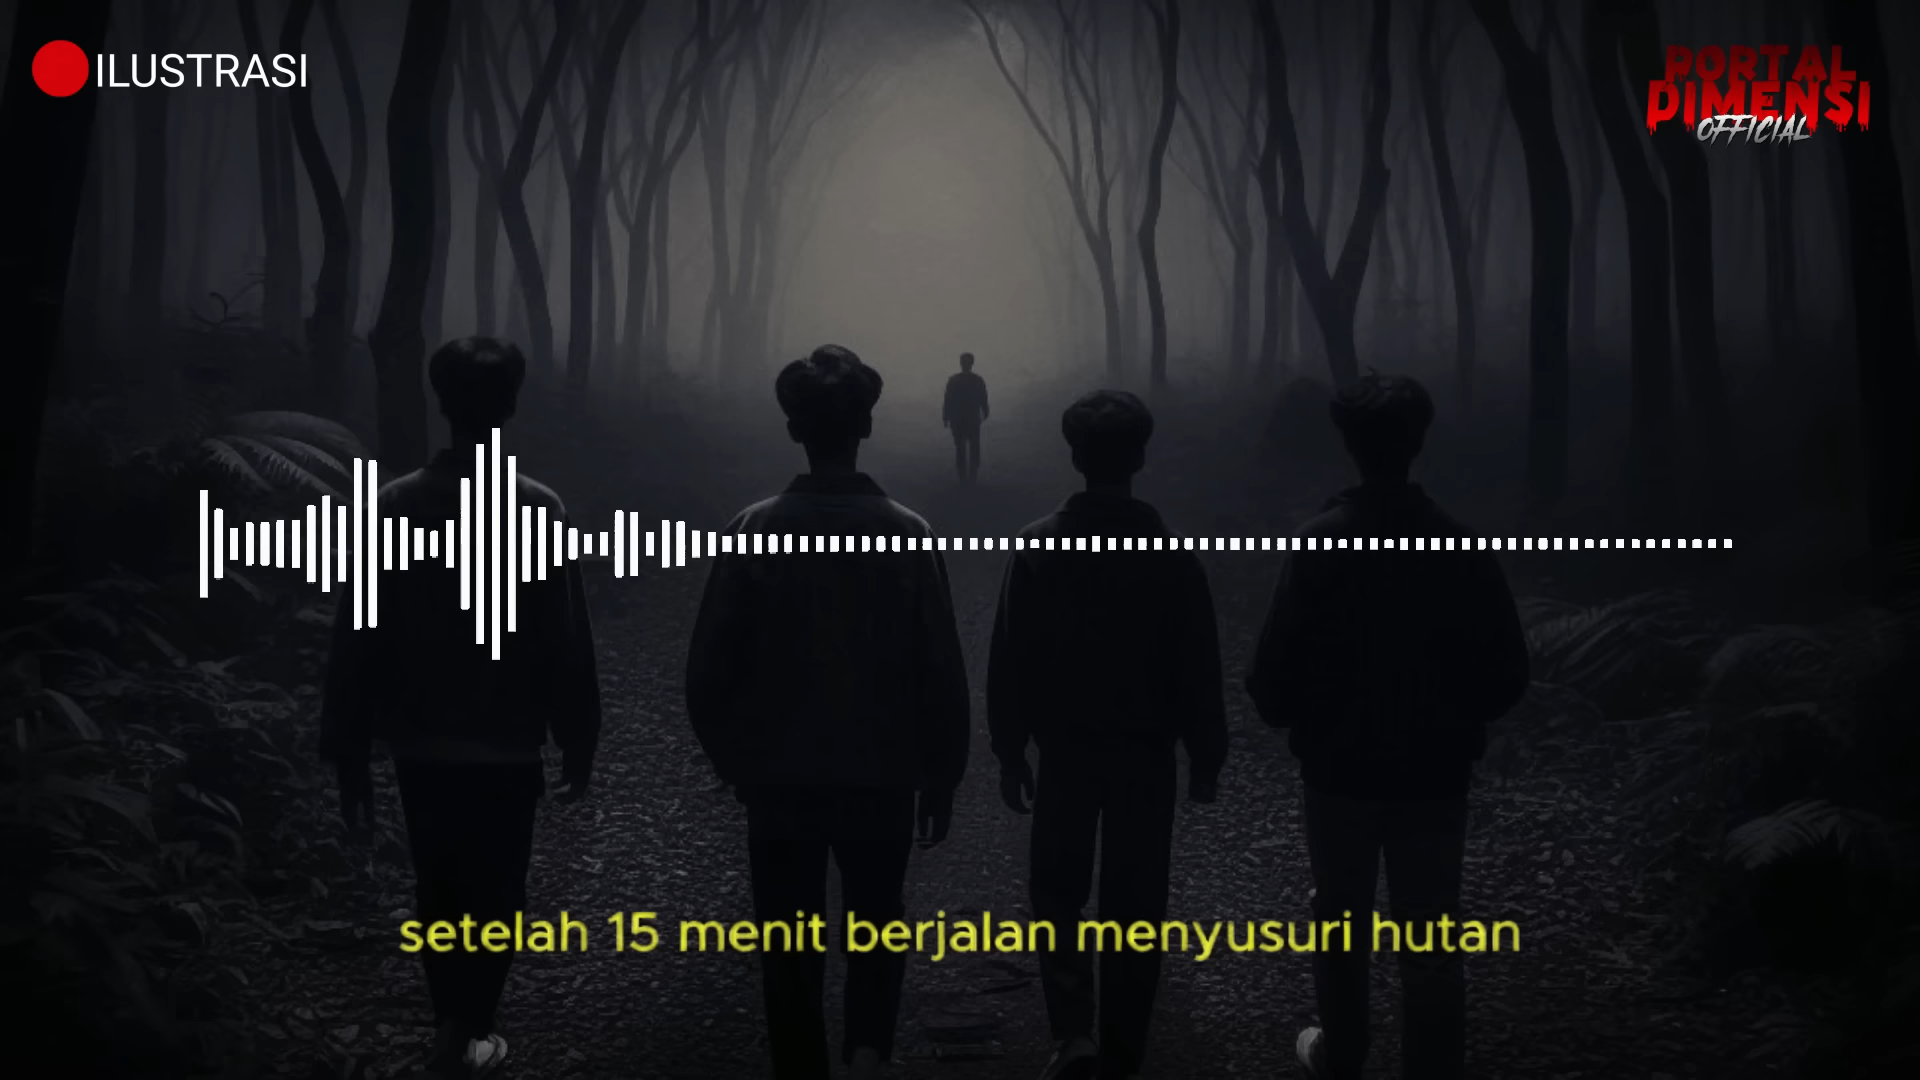 ILUSTRASI
PORTAL
DIMENSI
OFFICIAL
setelah 15 menit berjalan menyusuri hutan